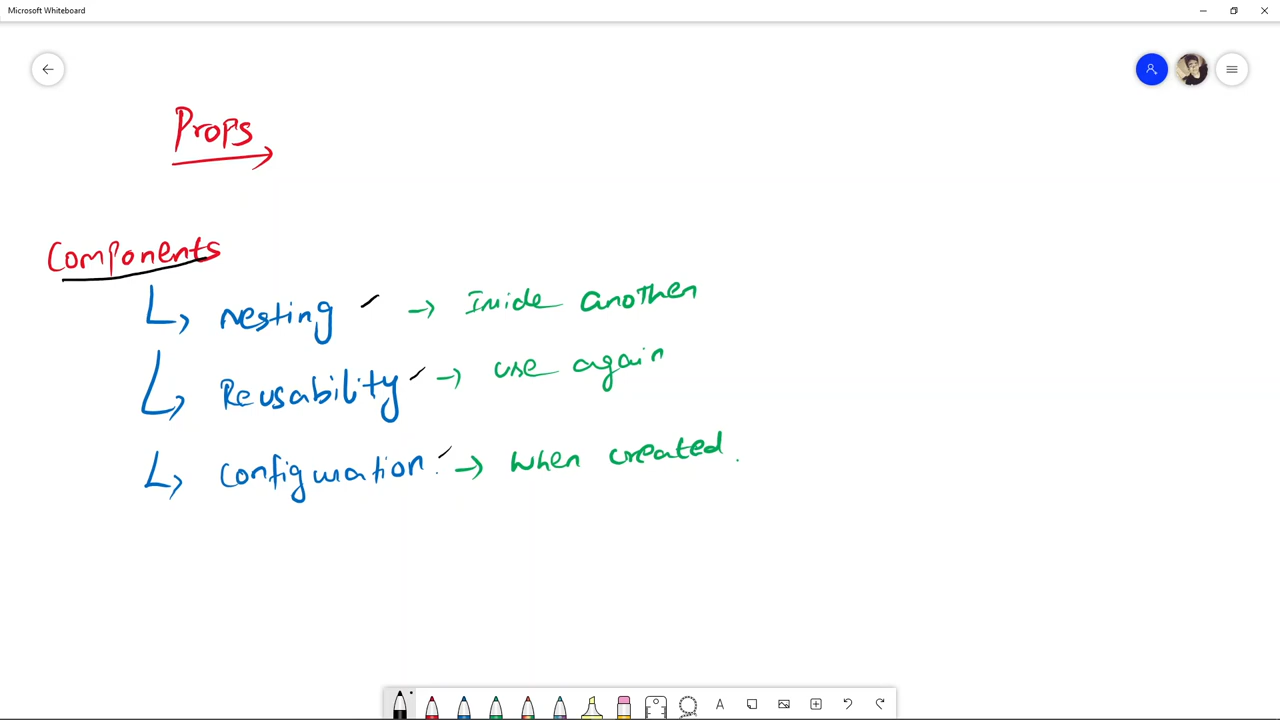 Microsoft Whiteboard
Props
Components
nesting → Inside another
Reusability → use again
configuration → when created.
A